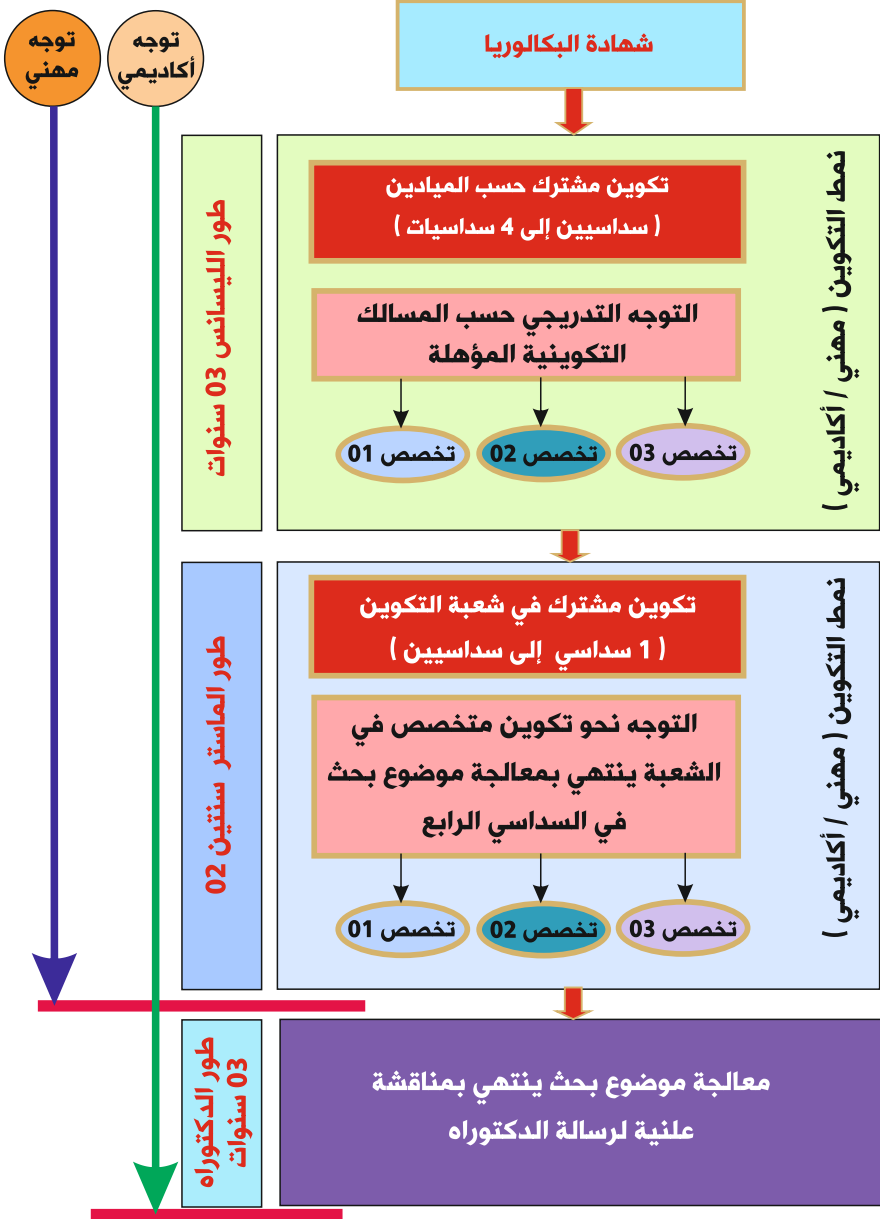 شهادة البكالوريا
توجه
أكاديمي
توجه
مهني
نمط التكوين ( مهني / أكاديمي )
تكوين مشترك حسب الميادين
( سداسيين إلى 4 سداسيات )
التوجه التدريجي حسب المسالك
التكوينية المؤهلة
تخصص 03
تخصص 02
تخصص 01
طور الليسانس 03 سنوات
نمط التكوين ( مهني / أكاديمي )
تكوين مشترك في شعبة التكوين
( 1 سداسي إلى سداسيين )
التوجه نحو تكوين متخصص في
الشعبة ينتهي بمعالجة موضوع بحث
في السداسي الرابع
تخصص 03
تخصص 02
تخصص 01
طور الماستر سنتين 02
معالجة موضوع بحث ينتهي بمناقشة
علنية لرسالة الدكتوراه
طور الدكتوراه
03 سنوات